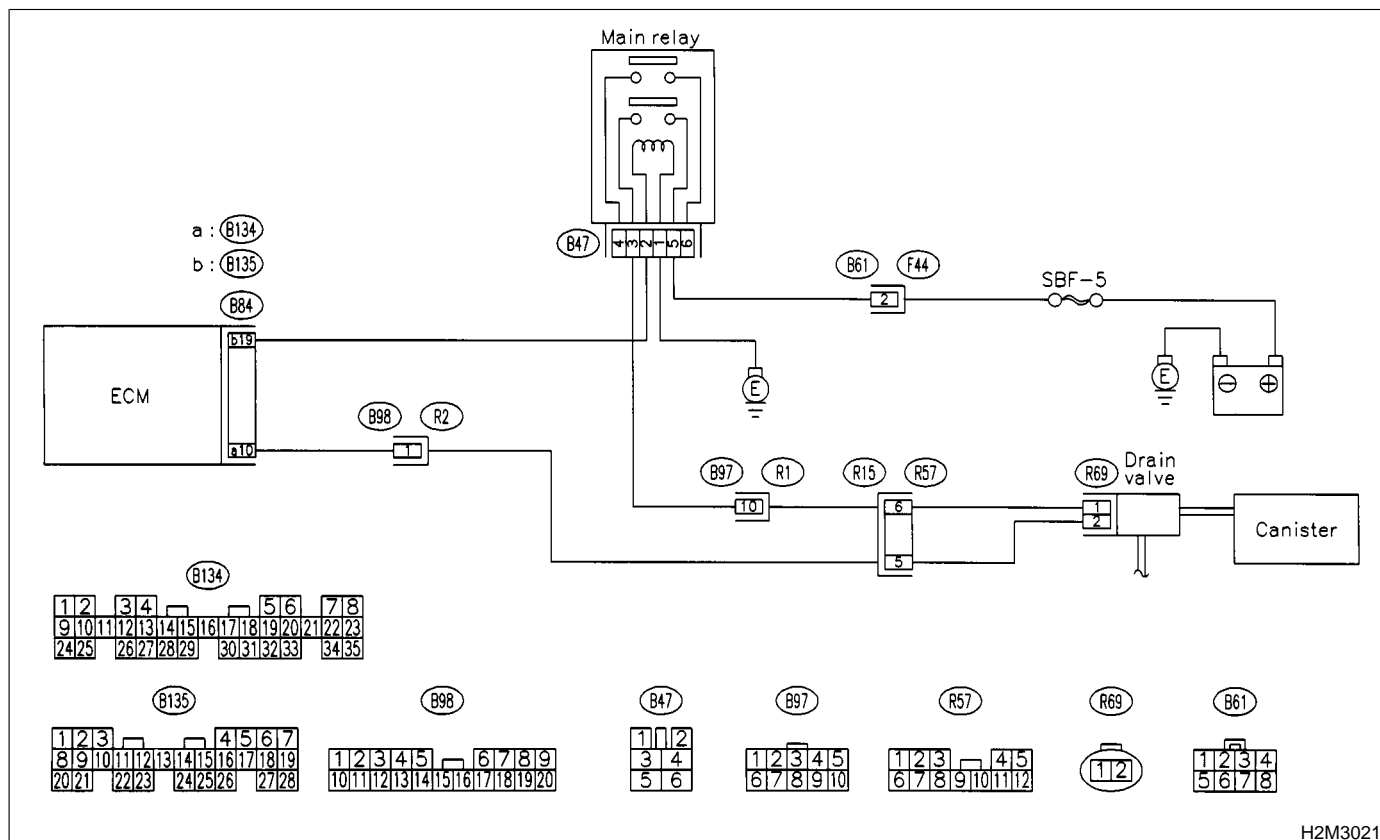 Main relay
4 3 2 1 5 6
B47
a : B134
b : B135
B84
B61 F44
2
SBF-5
b19
ECM
a10
E
E
⊖ ⊕
B98 R2
1
B97 R1
10
R15 R57
6
5
R69
Drain
valve
1
2
Canister
B134
1 2 3 4 5 6 7 8
9 10 11 12 13 14 15 16 17 18 19 20 21 22 23
24 25 26 27 28 29 30 31 32 33 34 35
B135
1 2 3 4 5 6 7
8 9 10 11 12 13 14 15 16 17 18 19
20 21 22 23 24 25 26 27 28
B98
1 2 3 4 5 6 7 8 9
10 11 12 13 14 15 16 17 18 19 20
B47
1 2
3 4
5 6
B97
1 2 3 4 5
6 7 8 9 10
R57
1 2 3 4 5
6 7 8 9 10 11 12
R69
1 2
B61
1 2 3 4
5 6 7 8
H2M3021